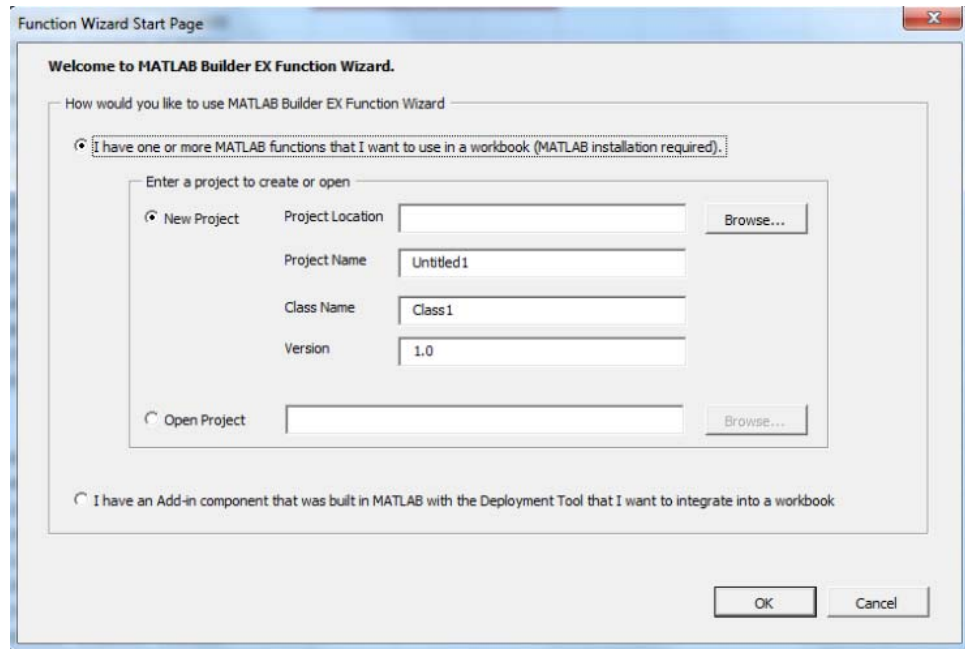 Function Wizard Start Page
Welcome to MATLAB Builder EX Function Wizard.
How would you like to use MATLAB Builder EX Function Wizard
I have one or more MATLAB functions that I want to use in a workbook (MATLAB installation required).
Enter a project to create or open
New Project Project Location Browse...
Project Name Untitled1
Class Name Class1
Version 1.0
Open Project Browse...
I have an Add-in component that was built in MATLAB with the Deployment Tool that I want to integrate into a workbook
OK Cancel